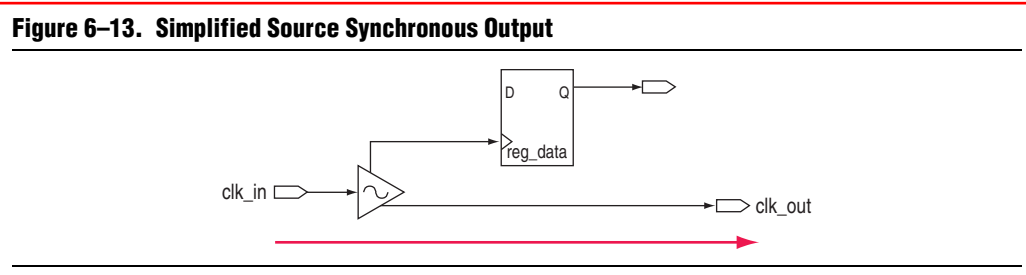 Figure 6–13. Simplified Source Synchronous Output
D Q
reg_data
clk_in
clk_out